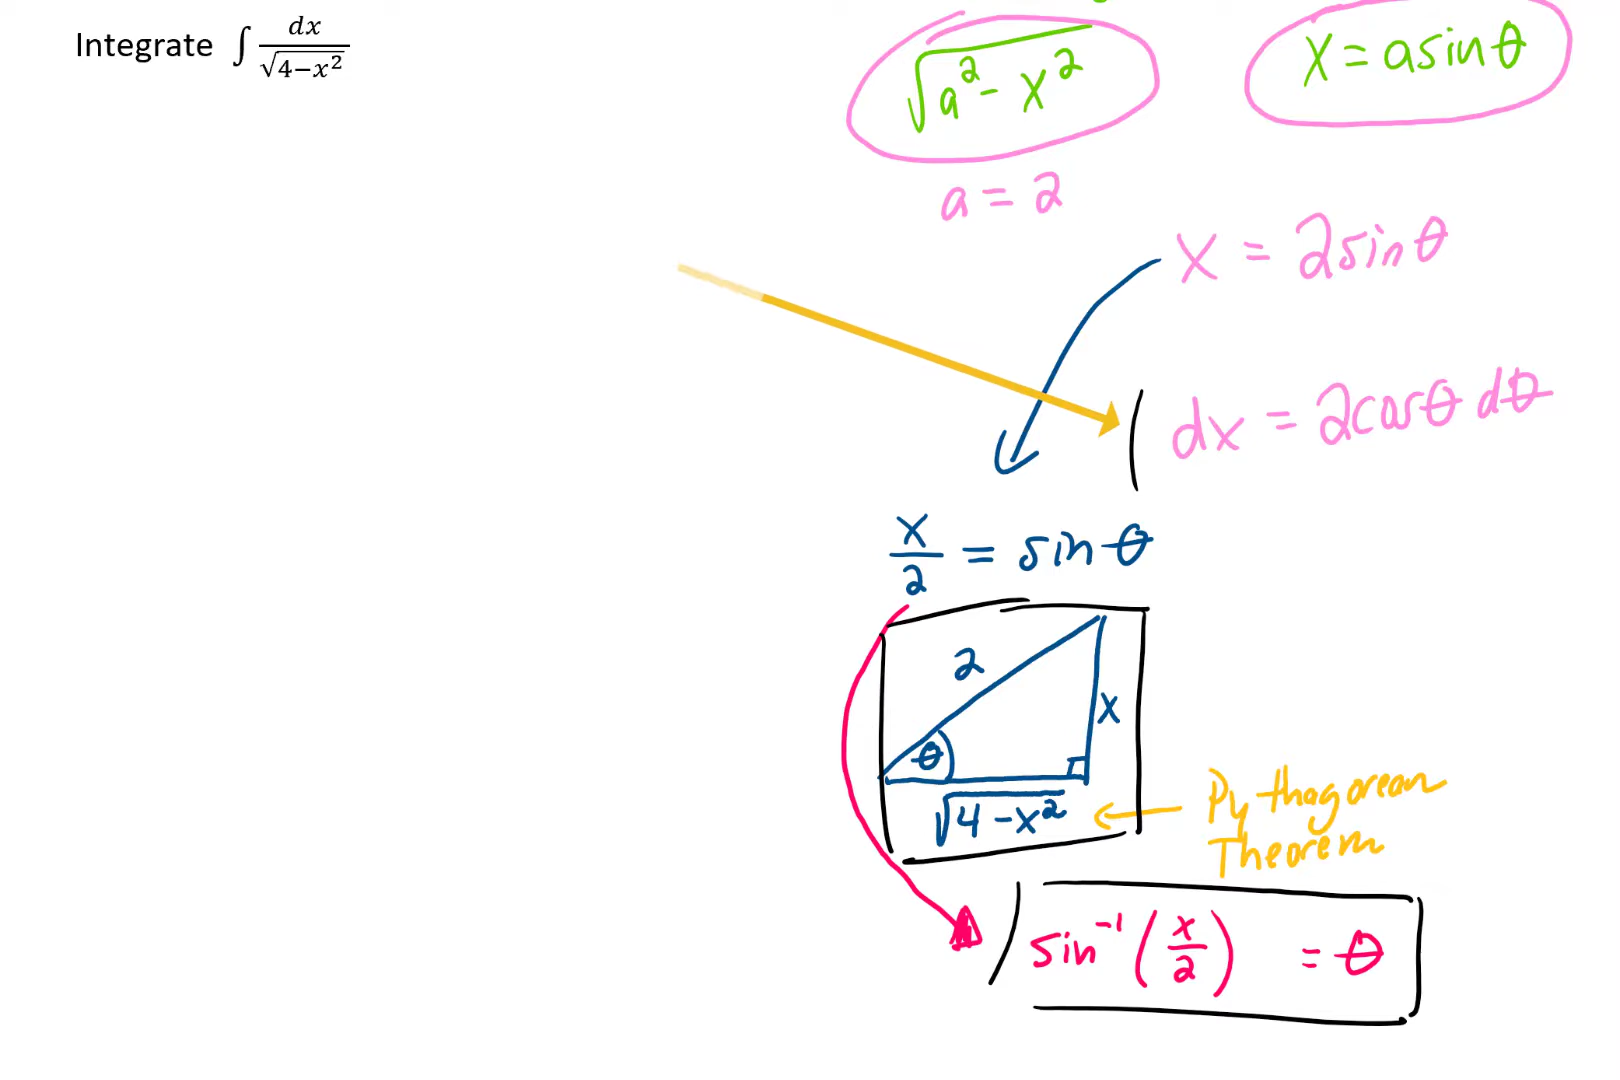 Integrate ∫ dx/√(4−x²)
√(a² - x²)
x = a sin θ
a = 2
x = 2 sin θ
dx = 2cosθ dθ
x/2 = sin θ
2
x
θ
√(4 - x²)
Pythagorean
Theorem
sin⁻¹(x/2) = θ